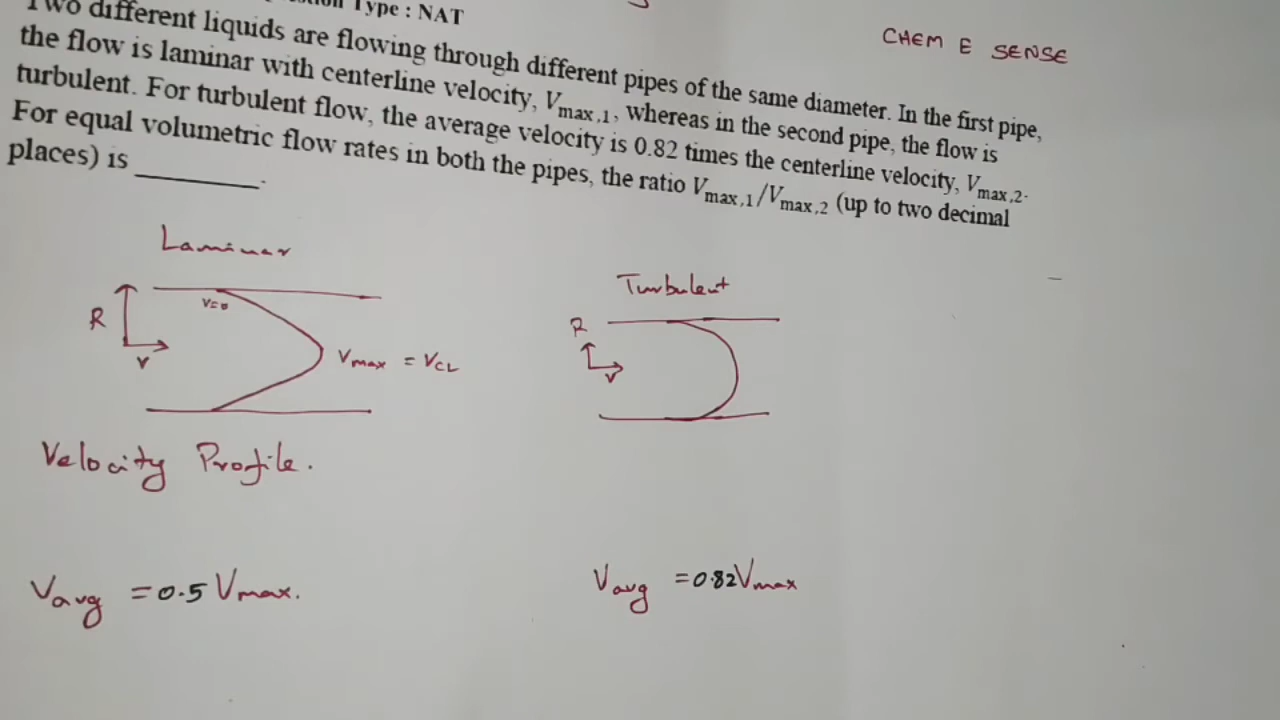 Type : NAT
CHEM E SENSE
Two different liquids are flowing through different pipes of the same diameter. In the first pipe,
the flow is laminar with centerline velocity, Vmax,1, whereas in the second pipe, the flow is
turbulent. For turbulent flow, the average velocity is 0.82 times the centerline velocity, Vmax,2.
For equal volumetric flow rates in both the pipes, the ratio Vmax,1/Vmax,2 (up to two decimal
places) is ________.
Laminar
Turbulent
V=0
R
V
Vmax = VCL
R
V
Velocity Profile.
Vavg = 0.5 Vmax.
Vavg = 0.82 Vmax